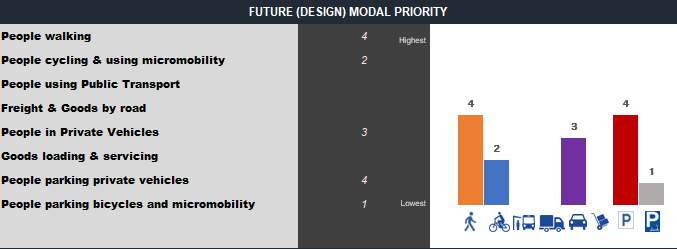 FUTURE (DESIGN) MODAL PRIORITY
People walking 4 Highest
People cycling & using micromobility 2
People using Public Transport
Freight & Goods by road
People in Private Vehicles 3
Goods loading & servicing
People parking private vehicles 4
People parking bicycles and micromobility 1 Lowest
4 2 3 4 1
P P